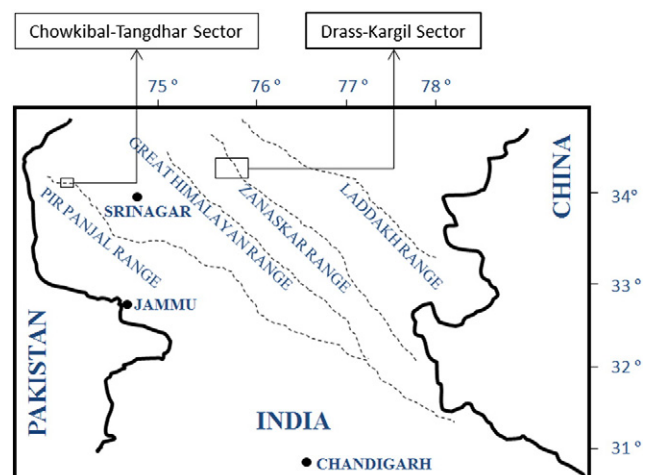 Chowkibal-Tangdhar Sector
Drass-Kargil Sector
75 º
76 º
77 º
78 º
GREAT HIMALAYAN RANGE
CHINA
34º
PIR PANJAL RANGE
SRINAGAR
ZANASKAR RANGE
LADDAKH RANGE
33 º
JAMMU
PAKISTAN
32 º
INDIA
31 º
CHANDIGARH